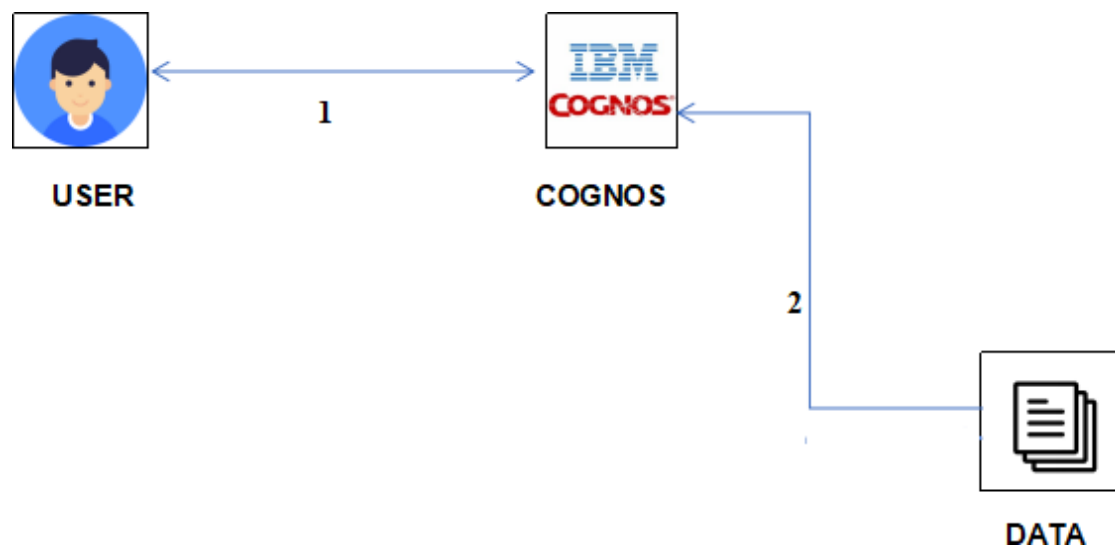 IBM
COGNOS
1
USER
COGNOS
2
DATA